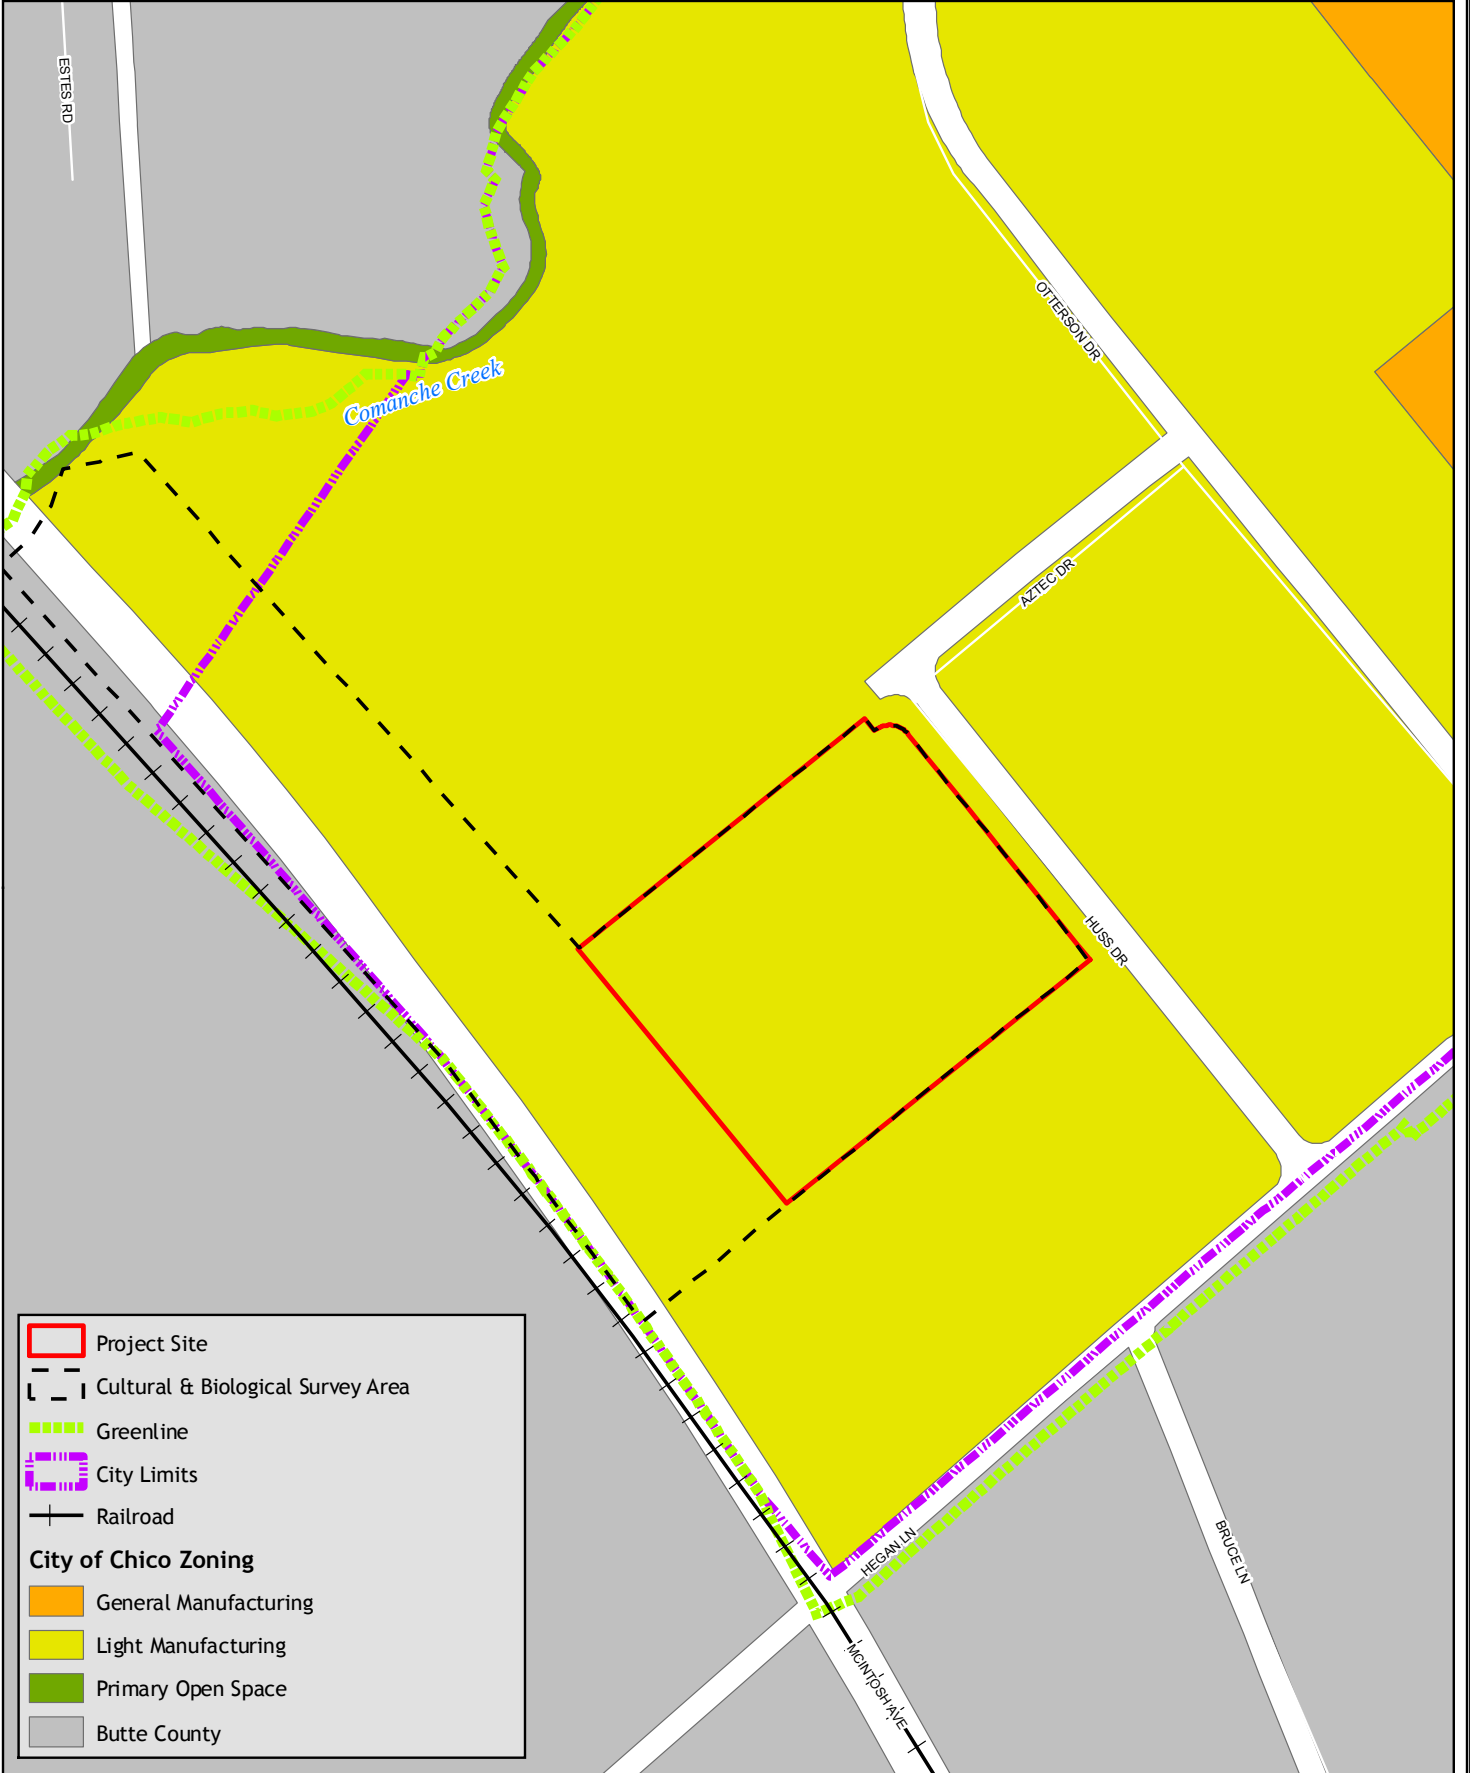 ESTES RD
OTTERSON DR
Comanche Creek
AZTEC DR
HUSS DR
HEGAN LN
BRUCE LN
MCINTOSH AVE
Project Site
Cultural & Biological Survey Area
Greenline
City Limits
Railroad
City of Chico Zoning
General Manufacturing
Light Manufacturing
Primary Open Space
Butte County